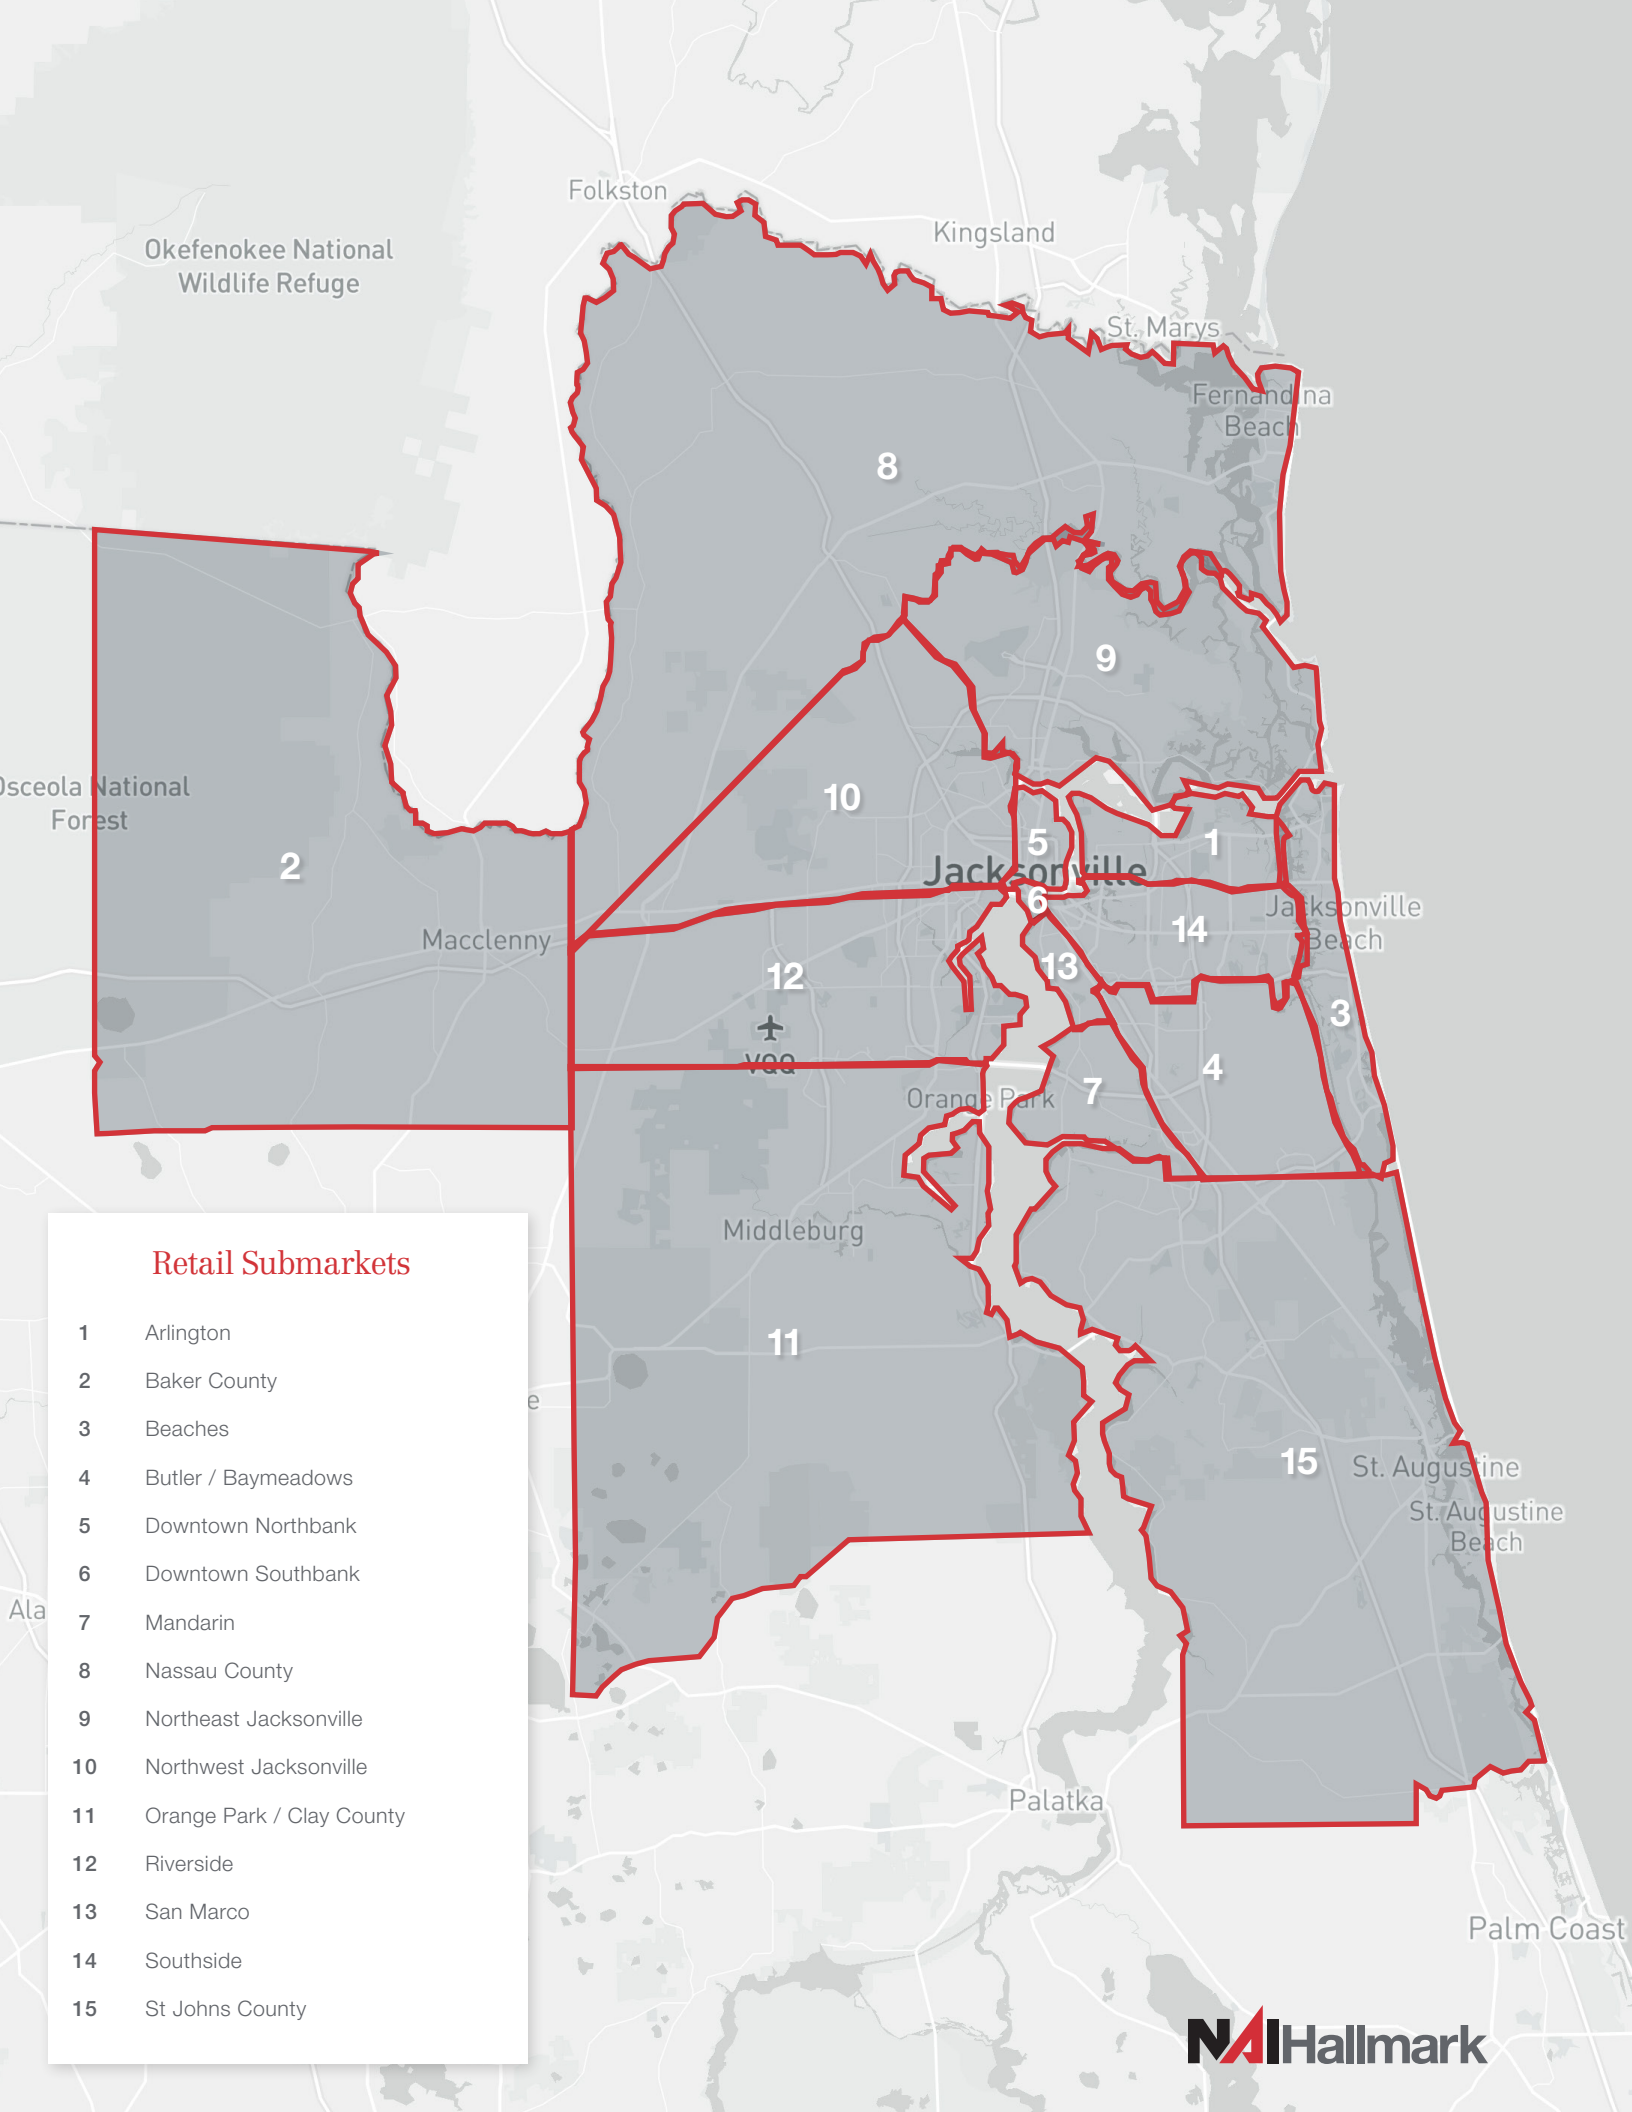 Folkston
Okefenokee National
Wildlife Refuge
Kingsland
St. Marys
Fernandina
Beach
8
9
Osceola National
Forest
10
5
1
Jacksonville
2
6
Jacksonville
Beach
14
Macclenny
13
12
3
VQQ
4
7
Orange Park
Middleburg
11
15
St. Augustine
St. Augustine
Beach
Palatka
Palm Coast
Retail Submarkets
1 Arlington
2 Baker County
3 Beaches
4 Butler / Baymeadows
5 Downtown Northbank
6 Downtown Southbank
7 Mandarin
8 Nassau County
9 Northeast Jacksonville
10 Northwest Jacksonville
11 Orange Park / Clay County
12 Riverside
13 San Marco
14 Southside
15 St Johns County
NAIHallmark